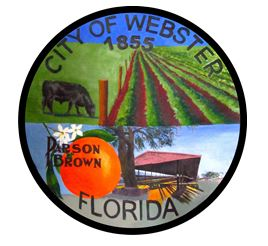 CITY OF WEBSTER
1855
PARSON
BROWN
FLORIDA